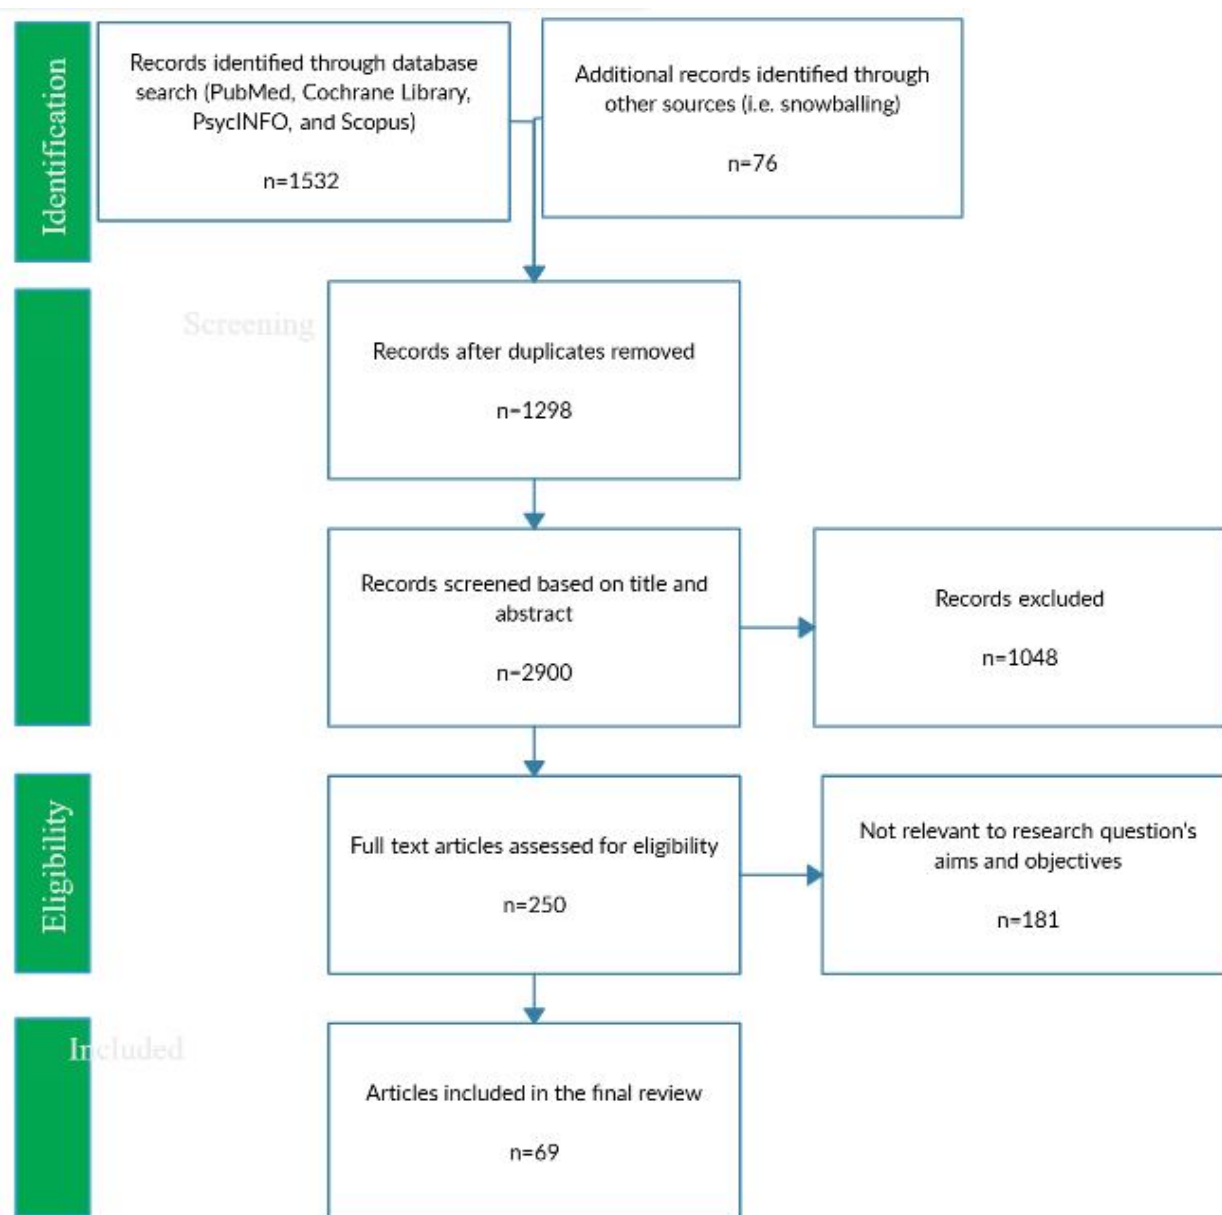 Identification
Records identified through database
search (PubMed, Cochrane Library,
PsycINFO, and Scopus)
n=1532
Additional records identified through
other sources (i.e. snowballing)
n=76
Screening
Records after duplicates removed
n=1298
Records screened based on title and
abstract
n=2900
Records excluded
n=1048
Eligibility
Full text articles assessed for eligibility
n=250
Not relevant to research question's
aims and objectives
n=181
Included
Articles included in the final review
n=69